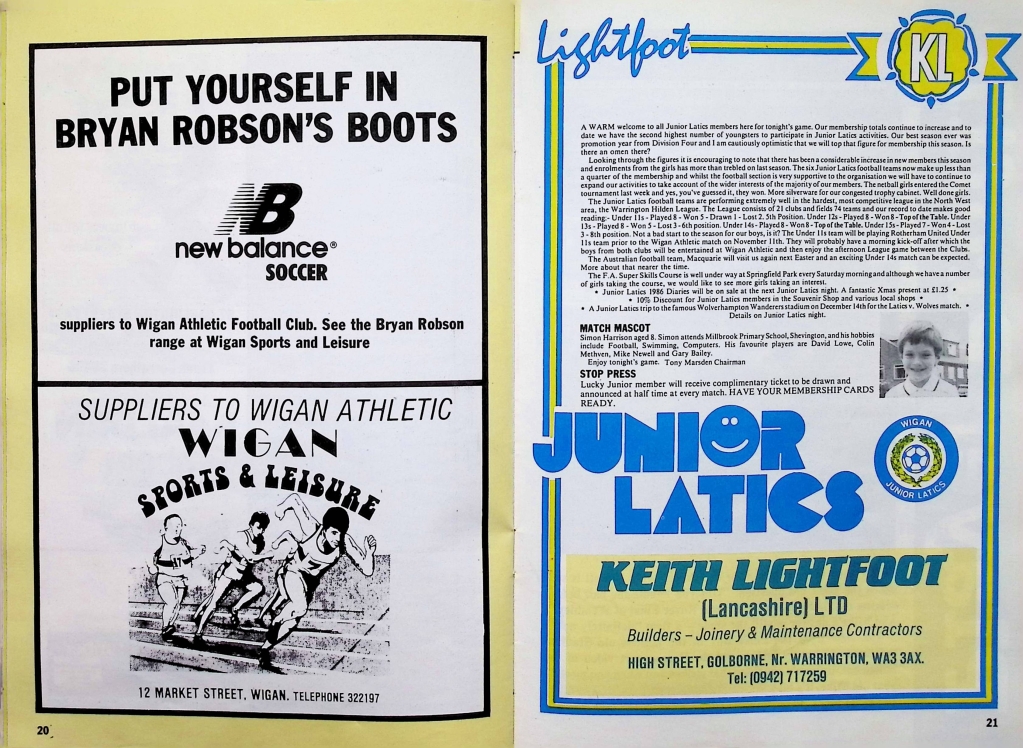 PUT YOURSELF IN
BRYAN ROBSON'S BOOTS
NB
new balance®
SOCCER
suppliers to Wigan Athletic Football Club. See the Bryan Robson
range at Wigan Sports and Leisure
SUPPLIERS TO WIGAN ATHLETIC
WIGAN
SPORTS & LEISURE
12 MARKET STREET, WIGAN. TELEPHONE 322197
20
Lightfoot
KL
A WARM welcome to all Junior Latics members here for tonight's game. Our membership totals continue to increase and to
date we have the second highest number of youngsters to participate in Junior Latics activities. Our best season ever was
promotion year from Division Four and I am cautiously optimistic that we will top that figure for membership this season. Is
there an omen there?
Looking through the figures it is encouraging to note that there has been a considerable increase in new members this season
and enrolments from the girls has more than trebled on last season. The six Junior Latics football teams now make up less than
a quarter of the membership and whilst the football section is very supportive to the organisation we will have to continue to
expand our activities to take account of the wider interests of the majority of our members. The netball girls entered the Comet
tournament last week and yes, you've guessed it, they won. More silverware for our congested trophy cabinet. Well done girls.
The Junior Latics football teams are performing extremely well in the hardest, most competitive league in the North West
area, the Warrington Hilden League. The League consists of 21 clubs and fields 74 teams and our record to date makes good
reading:- Under 11s - Played 8 - Won 5 - Drawn 1 - Lost 2. 5th Position. Under 12s - Played 8 - Won 8 - Top of the Table. Under
13s - Played 8 - Won 5 - Lost 3 - 6th position. Under 14s - Played 8 - Won 8 - Top of the Table. Under 15s - Played 7 - Won 4 - Lost
3 - 8th position. Not a bad start to the season for our boys, is it? The Under 11s team will be playing Rotherham United Under
11s team prior to the Wigan Athletic match on November 11th. They will probably have a morning kick-off after which the
boys from both clubs will be entertained at Wigan Athletic and then enjoy the afternoon League game between the Clubs.
The Australian football team, Macquarie will visit us again next Easter and an exciting Under 14s match can be expected.
More about that nearer the time.
The F.A. Super Skills Course is well under way at Springfield Park every Saturday morning and although we have a number
of girls taking the course, we would like to see more girls taking an interest.
• Junior Latics 1986 Diaries will be on sale at the next Junior Latics night. A fantastic Xmas present at £1.25 •
• 10% Discount for Junior Latics members in the Souvenir Shop and various local shops •
• A Junior Latics trip to the famous Wolverhampton Wanderers stadium on December 14th for the Latics v. Wolves match. •
Details on Junior Latics night.
MATCH MASCOT
Simon Harrison aged 8. Simon attends Millbrook Primary School, Shevington, and his hobbies
include Football, Swimming, Computers. His favourite players are David Lowe, Colin
Methven, Mike Newell and Gary Bailey.
Enjoy tonight's game. Tony Marsden Chairman
STOP PRESS
Lucky Junior member will receive complimentary ticket to be drawn and
announced at half time at every match. HAVE YOUR MEMBERSHIP CARDS
READY.
JUNIOR
LATICS
WIGAN
JUNIOR LATICS
KEITH LIGHTFOOT
(Lancashire) LTD
Builders – Joinery & Maintenance Contractors
HIGH STREET, GOLBORNE, Nr. WARRINGTON, WA3 3AX.
Tel: (0942) 717259
21